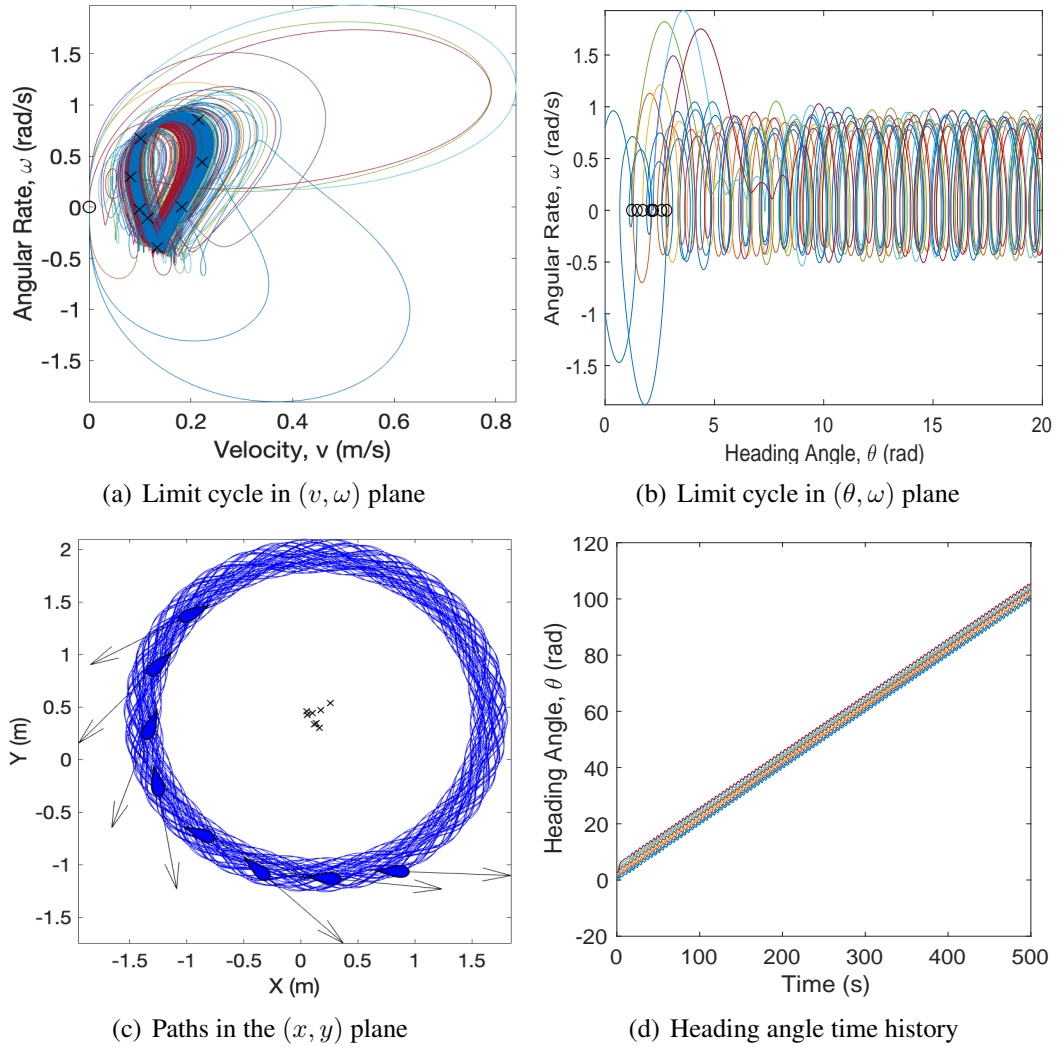 1.5
1
0.5
0
-0.5
-1
-1.5
Angular Rate, ω (rad/s)
0 0.2 0.4 0.6 0.8
Velocity, v (m/s)
(a) Limit cycle in (v, ω) plane
1.5
1
0.5
0
-0.5
-1
-1.5
Angular Rate, ω (rad/s)
0 5 10 15 20
Heading Angle, θ (rad)
(b) Limit cycle in (θ, ω) plane
2
1.5
1
0.5
0
-0.5
-1
-1.5
Y (m)
-1.5 -1 -0.5 0 0.5 1 1.5
X (m)
(c) Paths in the (x, y) plane
120
100
80
60
40
20
0
-20
Heading Angle, θ (rad)
0 100 200 300 400 500
Time (s)
(d) Heading angle time history